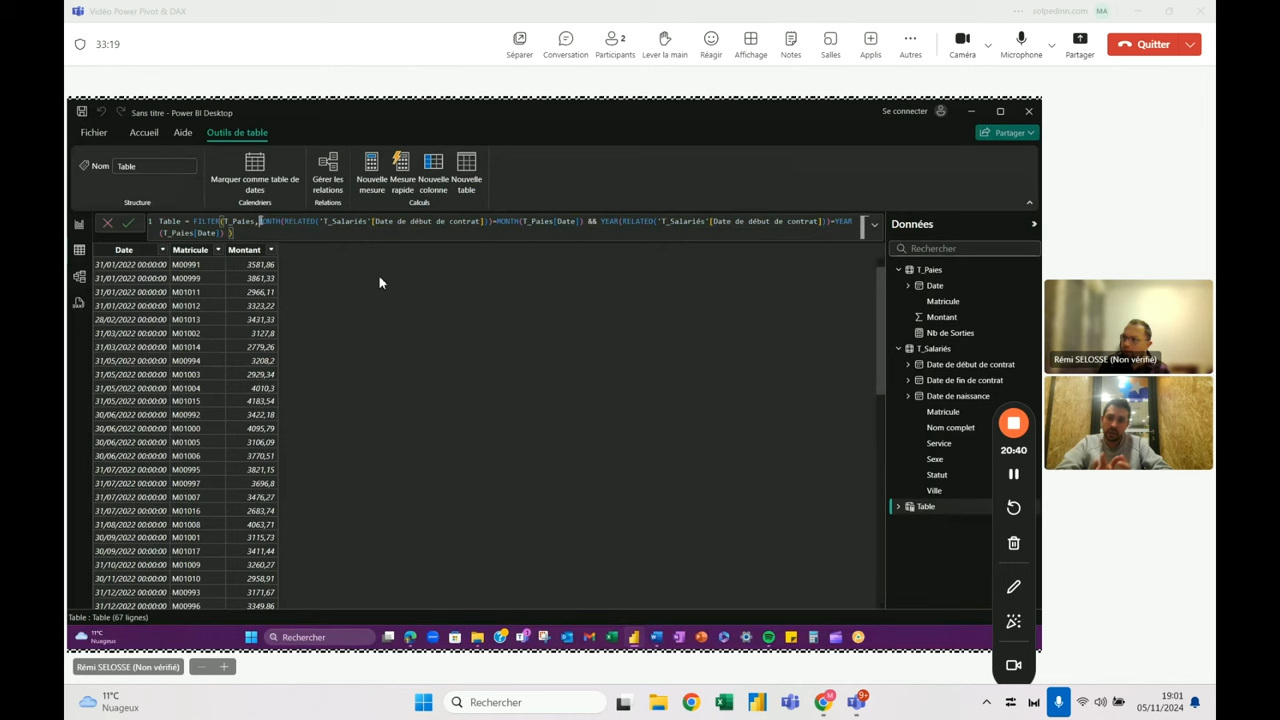 Vidéo Power Pivot & DAX
xolpedinn.com MA
33:19
Séparer Conversation Participants 2 Lever la main Réagir Affichage Notes Salles Applis Autres Caméra Microphone Partager Quitter
Sans titre - Power BI Desktop
Se connecter
Fichier Accueil Aide Outils de table
Partager
Nom Table
Marquer comme table de dates
Gérer les relations
Nouvelle mesure
Mesure rapide
Nouvelle colonne
Nouvelle table
Structure Calendriers Relations Calculs
1 Table = FILTER(T_Paies,MONTH(RELATED('T_Salariés'[Date de début de contrat]))=MONTH(T_Paies[Date]) && YEAR(RELATED('T_Salariés'[Date de début de contrat]))=YEAR
(T_Paies[Date]) )
Date Matricule Montant
31/01/2022 00:00:00 M00991 3581,86
31/01/2022 00:00:00 M00999 3861,33
31/01/2022 00:00:00 M01011 2966,11
31/01/2022 00:00:00 M01012 3323,22
28/02/2022 00:00:00 M01013 3431,33
31/03/2022 00:00:00 M01002 3127,8
31/03/2022 00:00:00 M01014 2779,26
31/05/2022 00:00:00 M00994 3208,2
31/05/2022 00:00:00 M01003 2929,34
31/05/2022 00:00:00 M01004 4010,3
31/05/2022 00:00:00 M01015 4183,54
30/06/2022 00:00:00 M00992 3422,18
30/06/2022 00:00:00 M01000 4095,79
30/06/2022 00:00:00 M01005 3106,09
30/06/2022 00:00:00 M01006 3770,51
31/07/2022 00:00:00 M00995 3821,15
31/07/2022 00:00:00 M00997 3696,8
31/07/2022 00:00:00 M01007 3476,27
31/07/2022 00:00:00 M01016 2683,74
31/08/2022 00:00:00 M01008 4063,71
30/09/2022 00:00:00 M01001 3115,73
30/09/2022 00:00:00 M01017 3411,44
31/10/2022 00:00:00 M01009 3260,27
30/11/2022 00:00:00 M01010 2958,91
31/12/2022 00:00:00 M00993 3171,67
31/12/2022 00:00:00 M00996 3349,86
Table : Table (67 lignes)
Données
Rechercher
T_Paies
Date
Matricule
Montant
Nb de Sorties
T_Salariés
Date de début de contrat
Date de fin de contrat
Date de naissance
Matricule
Nom complet
Service
Sexe
Statut
Ville
Table
20:40
Rémi SELOSSE (Non vérifié)
11°C
Nuageux
Rechercher
Rémi SELOSSE (Non vérifié)
11°C
Nuageux
Rechercher
9+
19:01
05/11/2024